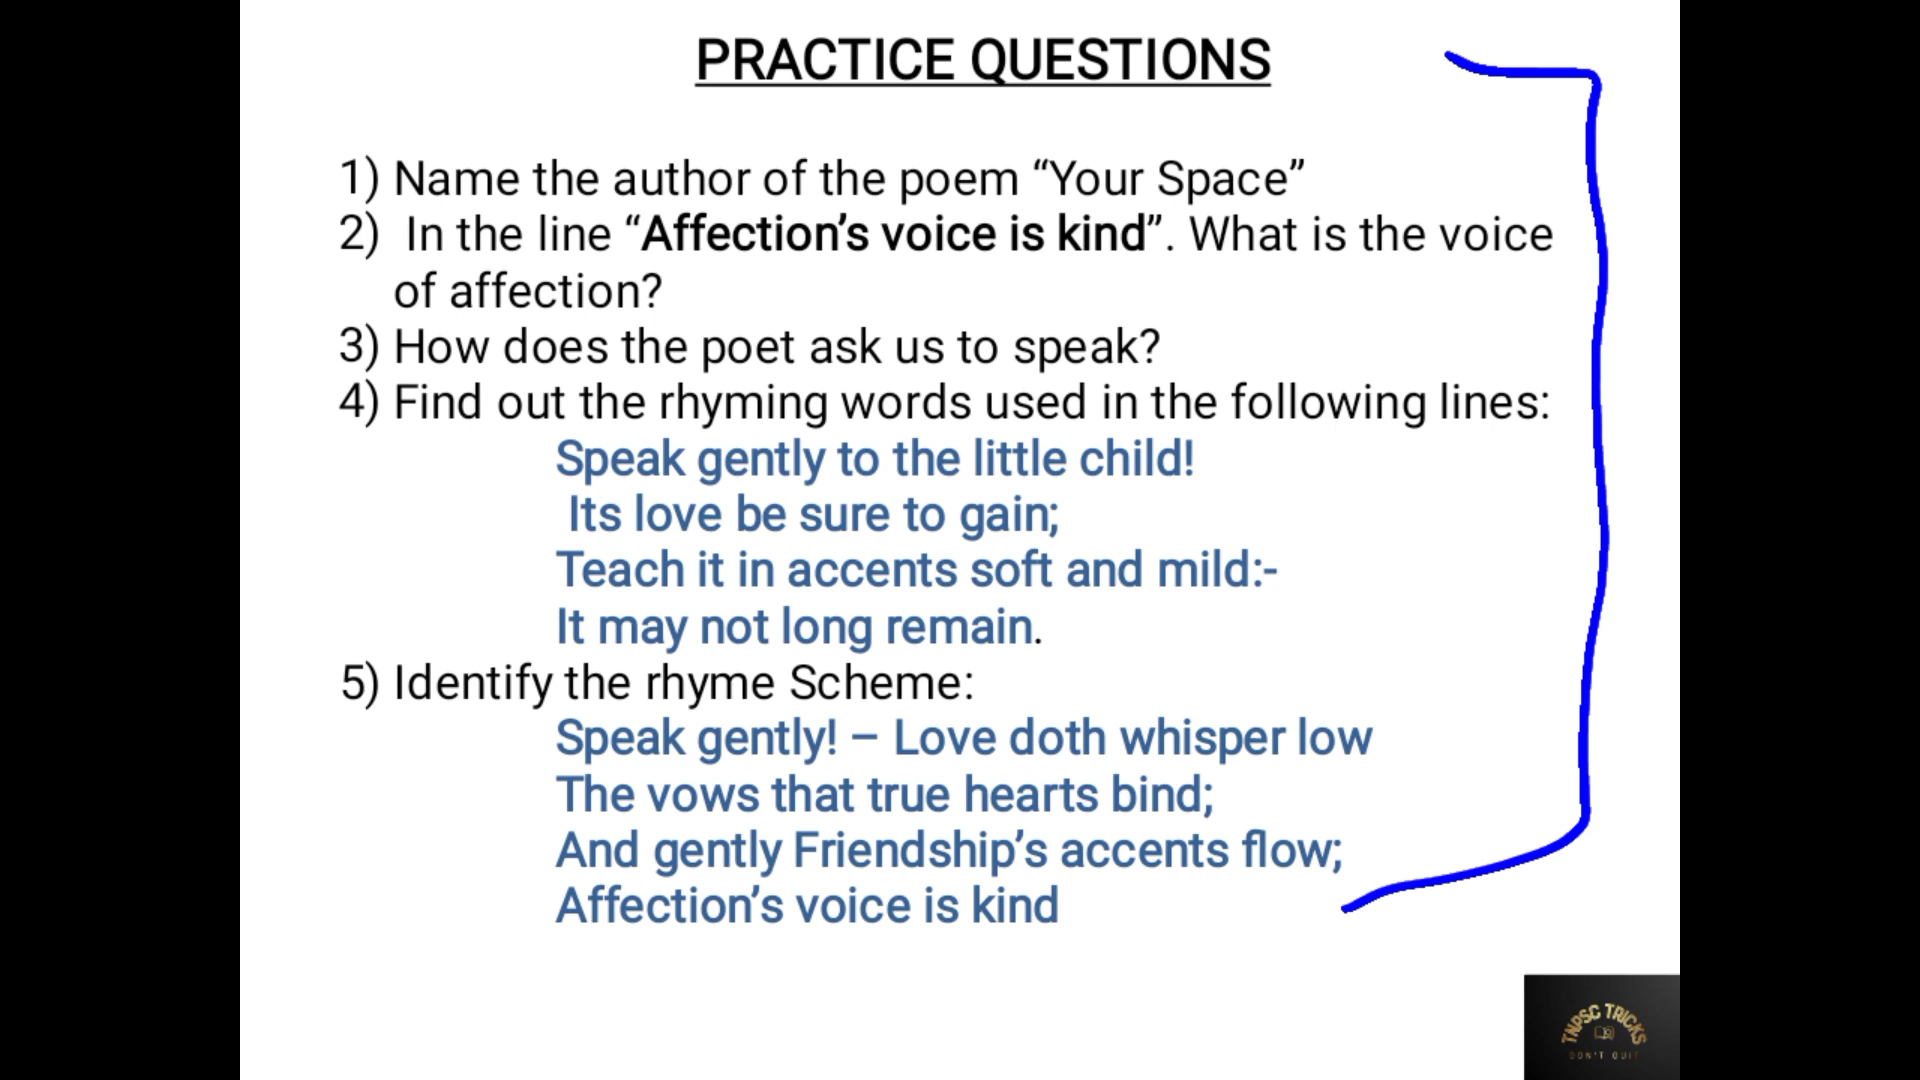 PRACTICE QUESTIONS
1) Name the author of the poem “Your Space”
2) In the line “Affection’s voice is kind”. What is the voice
of affection?
3) How does the poet ask us to speak?
4) Find out the rhyming words used in the following lines:
Speak gently to the little child!
Its love be sure to gain;
Teach it in accents soft and mild:-
It may not long remain.
5) Identify the rhyme Scheme:
Speak gently! – Love doth whisper low
The vows that true hearts bind;
And gently Friendship’s accents flow;
Affection’s voice is kind
TNPSC TRICKS
DON'T QUIT